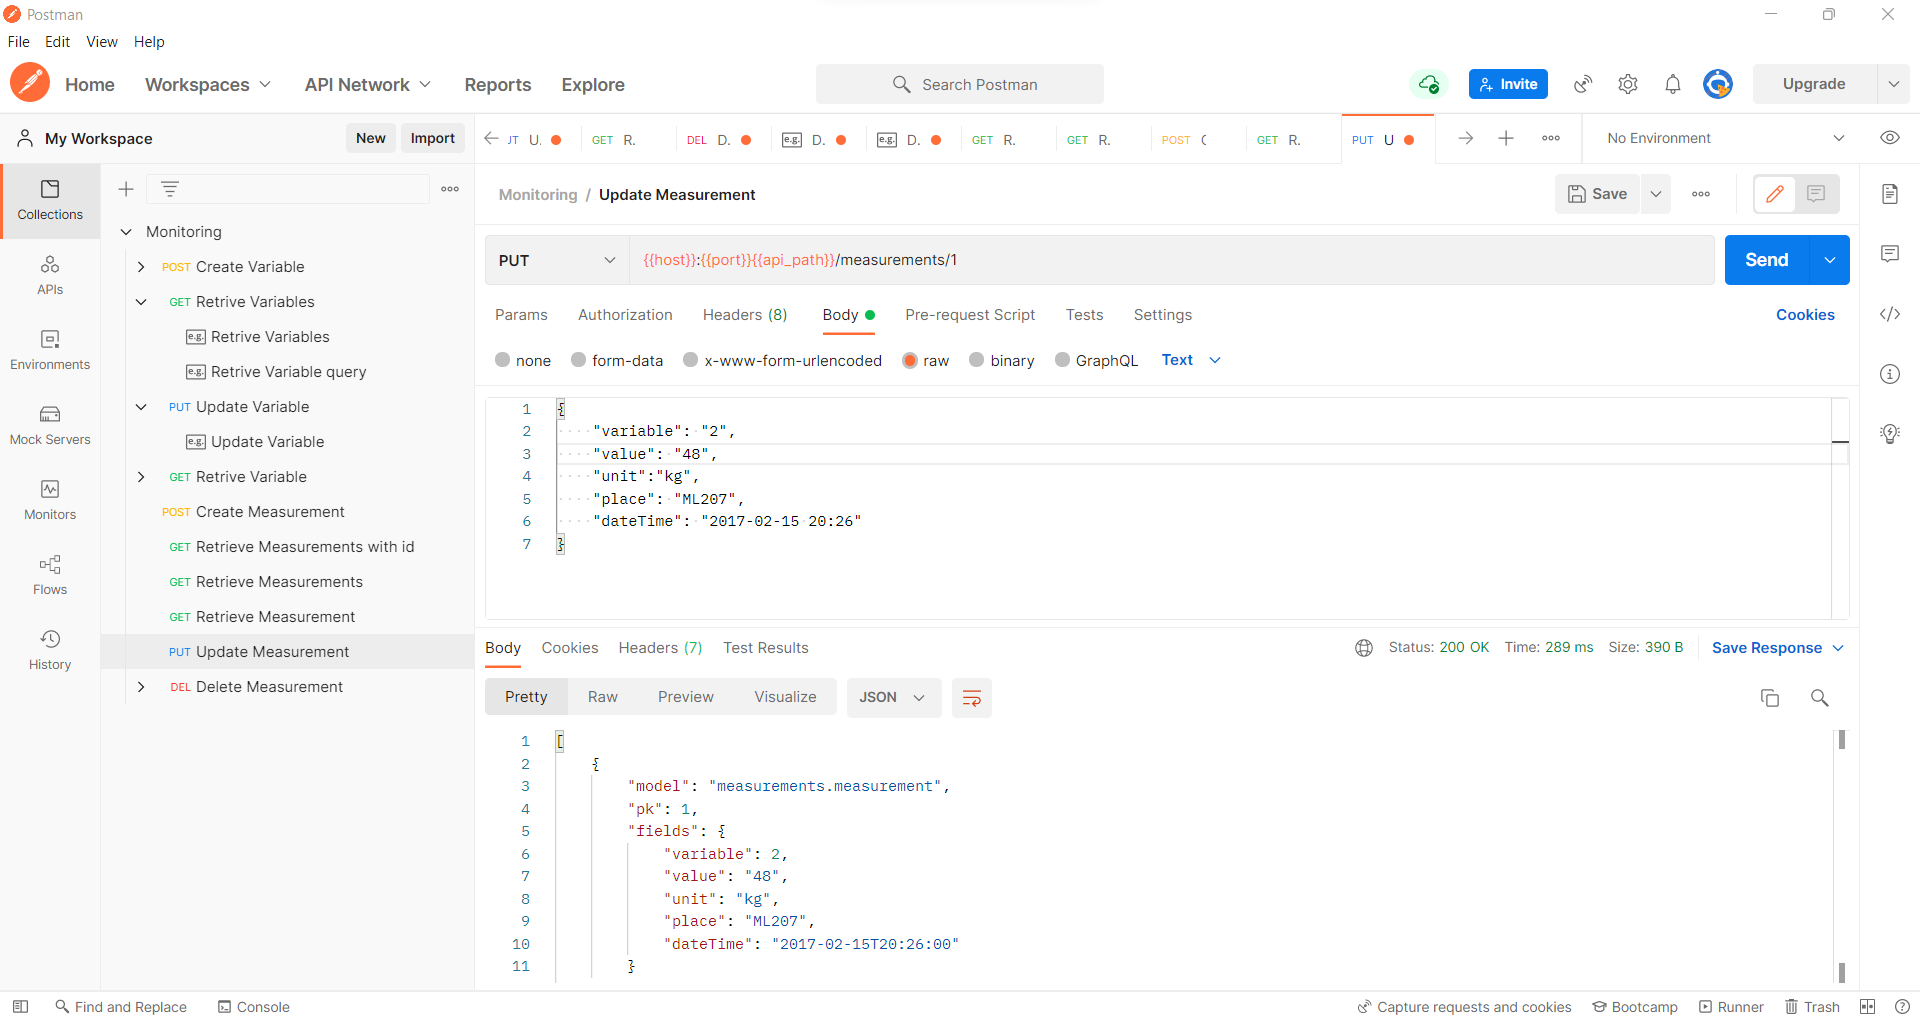 Postman
File Edit View Help
Home Workspaces API Network Reports Explore Search Postman Invite Upgrade
My Workspace New Import
JT U. GET R. DEL D. e.g. D. e.g. D. GET R. GET R. POST GET R. PUT U No Environment
Collections
APIs
Environments
Mock Servers
Monitors
Flows
History
Monitoring
POST Create Variable
GET Retrive Variables
e.g. Retrive Variables
e.g. Retrive Variable query
PUT Update Variable
e.g. Update Variable
GET Retrive Variable
POST Create Measurement
GET Retrieve Measurements with id
GET Retrieve Measurements
GET Retrieve Measurement
PUT Update Measurement
DEL Delete Measurement
Monitoring / Update Measurement Save
PUT {{host}}:{{port}}{{api_path}}/measurements/1 Send
Params Authorization Headers (8) Body Pre-request Script Tests Settings Cookies
none form-data x-www-form-urlencoded raw binary GraphQL Text
1 {
2 "variable": "2",
3 "value": "48",
4 "unit":"kg",
5 "place": "ML207",
6 "dateTime": "2017-02-15 20:26"
7 }
Body Cookies Headers (7) Test Results Status: 200 OK Time: 289 ms Size: 390 B Save Response
Pretty Raw Preview Visualize JSON
1 [
2 {
3 "model": "measurements.measurement",
4 "pk": 1,
5 "fields": {
6 "variable": 2,
7 "value": "48",
8 "unit": "kg",
9 "place": "ML207",
10 "dateTime": "2017-02-15T20:26:00"
11 }
Find and Replace Console Capture requests and cookies Bootcamp Runner Trash